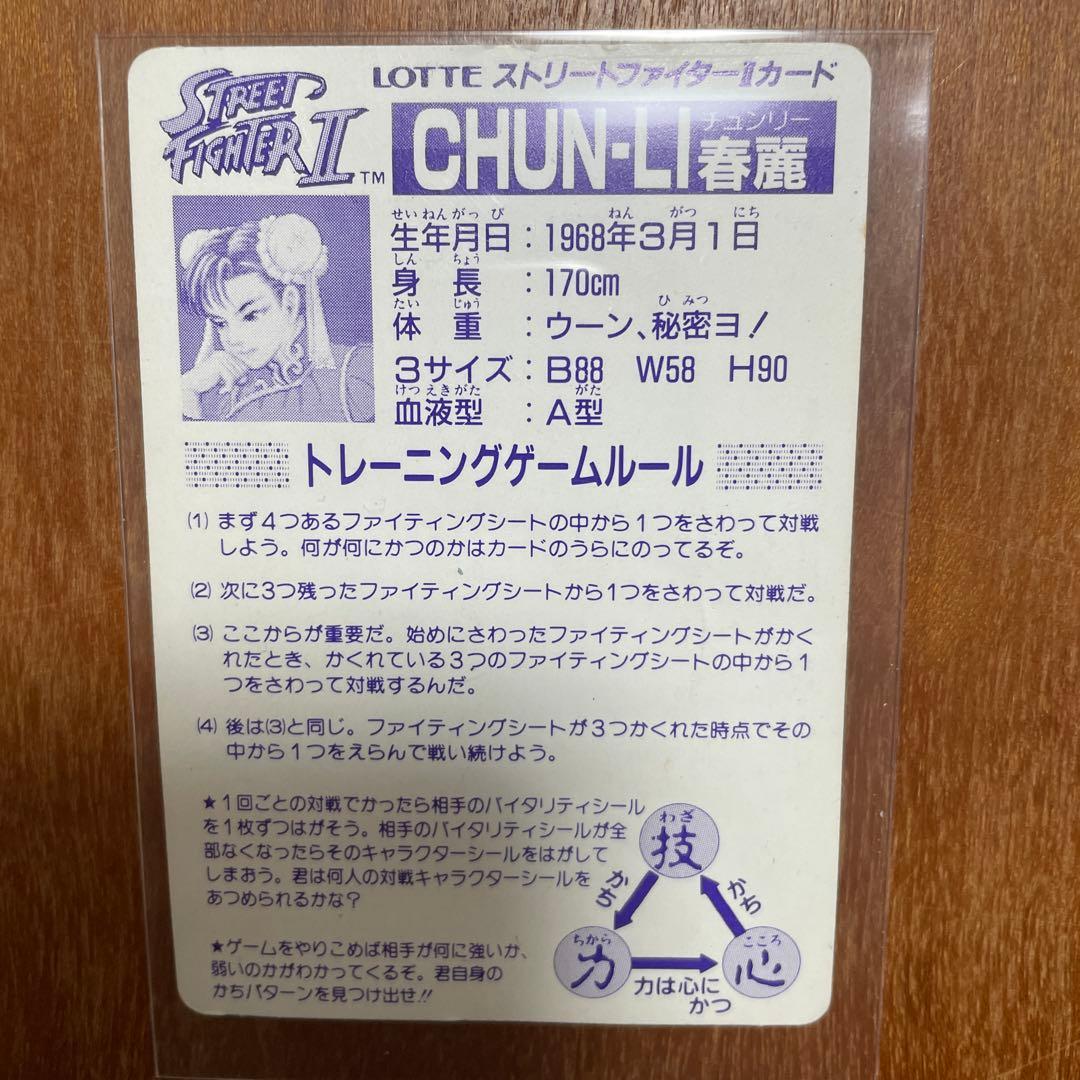 STREET
FIGHTER II TM
LOTTE ストリートファイターIIカード
CHUN-LI 春麗
チュンリー
せいねんがっぴ ねん がつ にち
生年月日：1968年3月1日
しん ちょう
身長：170cm
たい じゅう ひ みつ
体重：ウーン、秘密ヨ！
3サイズ：B88 W58 H90
けつえきがた がた
血液型：A型
トレーニングゲームルール
(1) まず4つあるファイティングシートの中から1つをさわって対戦
しよう。何が何にかつのかはカードのうらにのってるぞ。
(2) 次に3つ残ったファイティングシートから1つをさわって対戦だ。
(3) ここからが重要だ。始めにさわったファイティングシートがかく
れたとき、かくれている3つのファイティングシートの中から1
つをさわって対戦するんだ。
(4) 後は(3)と同じ。ファイティングシートが3つかくれた時点でその
中から1つをえらんで戦い続けよう。
★1回ごとの対戦でかったら相手のバイタリティシール
を1枚ずつはがそう。相手のバイタリティシールが全
部なくなったらそのキャラクターシールをはがして
しまおう。君は何人の対戦キャラクターシールを
あつめられるかな？
★ゲームをやりこめば相手が何に強いか、
弱いのかがわかってくるぞ。君自身の
かちパターンを見つけ出せ!!
わざ
技
かち
かち
ちから
力
こころ
心
力は心に
かつ